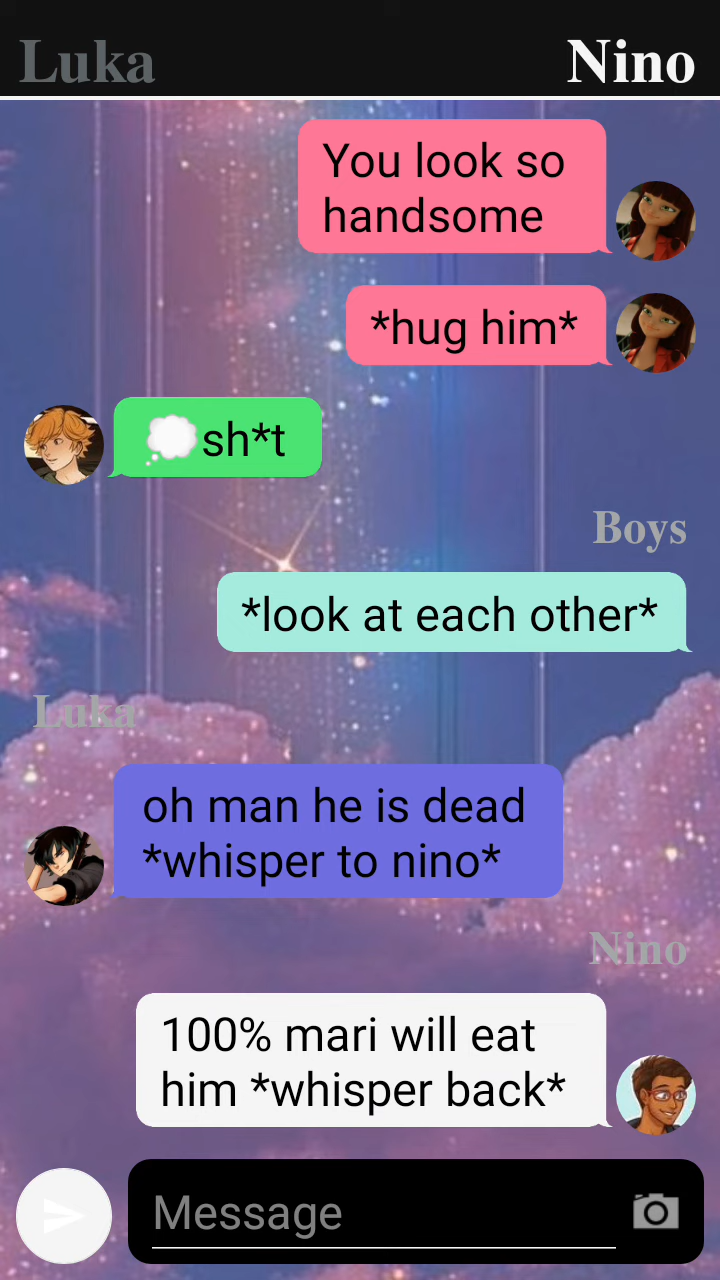 Luka
Nino
You look so
handsome
*hug him*
💭sh*t
Boys
*look at each other*
Luka
oh man he is dead
*whisper to nino*
Nino
100% mari will eat
him *whisper back*
Message